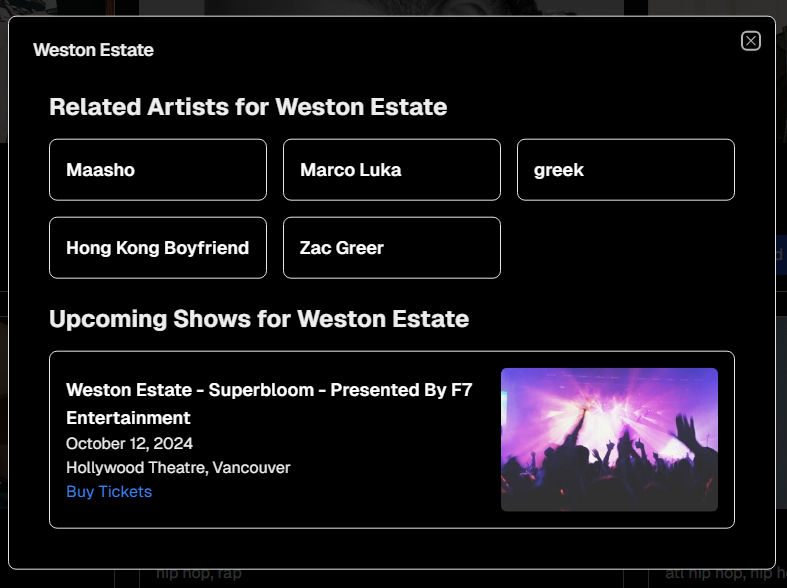 Weston Estate
Related Artists for Weston Estate
Maasho
Marco Luka
greek
Hong Kong Boyfriend
Zac Greer
Upcoming Shows for Weston Estate
Weston Estate - Superbloom - Presented By F7
Entertainment
October 12, 2024
Hollywood Theatre, Vancouver
Buy Tickets
hip hop, rap
atl hip hop, hip h